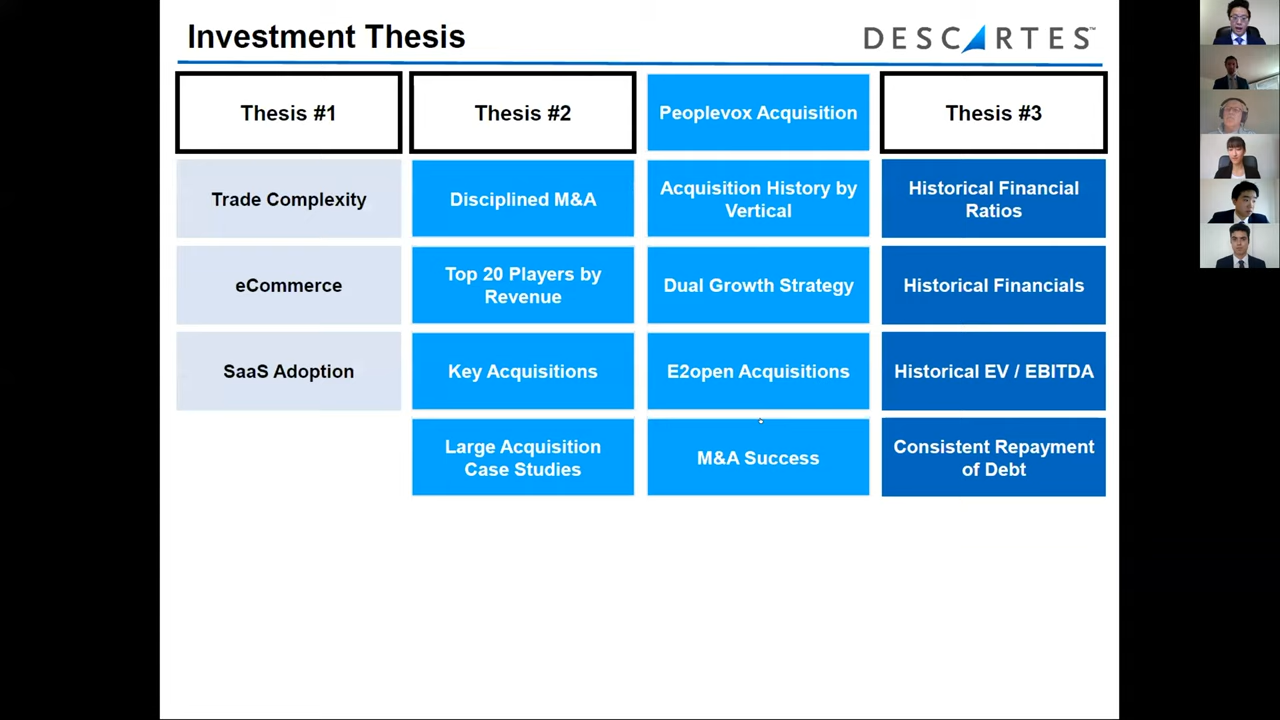 Investment Thesis
DESCARTES™
Thesis #1
Thesis #2
Peoplevox Acquisition
Thesis #3
Trade Complexity
Disciplined M&A
Acquisition History by
Vertical
Historical Financial
Ratios
eCommerce
Top 20 Players by
Revenue
Dual Growth Strategy
Historical Financials
SaaS Adoption
Key Acquisitions
E2open Acquisitions
Historical EV / EBITDA
Large Acquisition
Case Studies
M&A Success
Consistent Repayment
of Debt